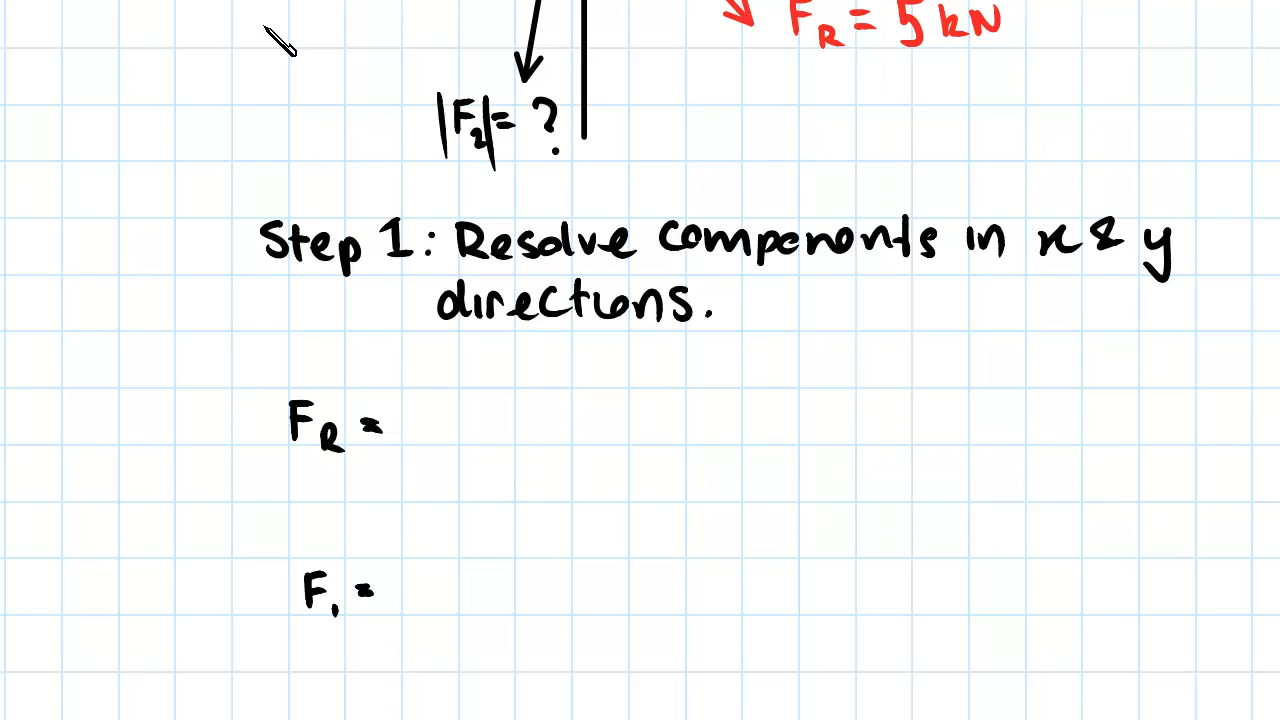 F_R = 5 kN
|F_2| = ?
Step 1: Resolve components in x & y
directions.
F_R =
F_1 =